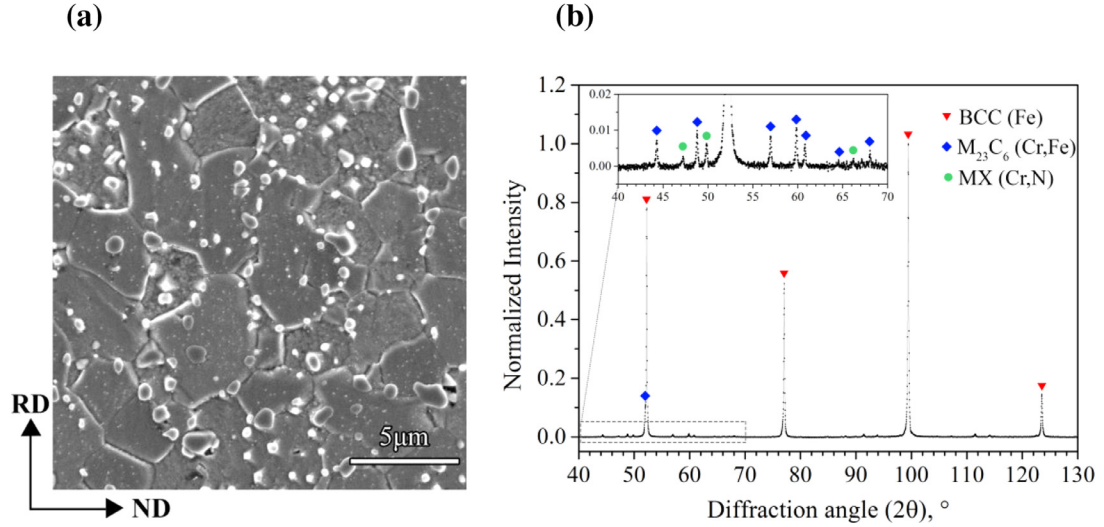 (a)
(b)
RD
ND
5μm
1.2
1.0
0.8
0.6
0.4
0.2
0.0
Normalized Intensity
0.02
0.01
0.00
40 45 50 55 60 65 70
BCC (Fe)
M₂₃C₆ (Cr,Fe)
MX (Cr,N)
40 50 60 70 80 90 100 110 120 130
Diffraction angle (2θ), °